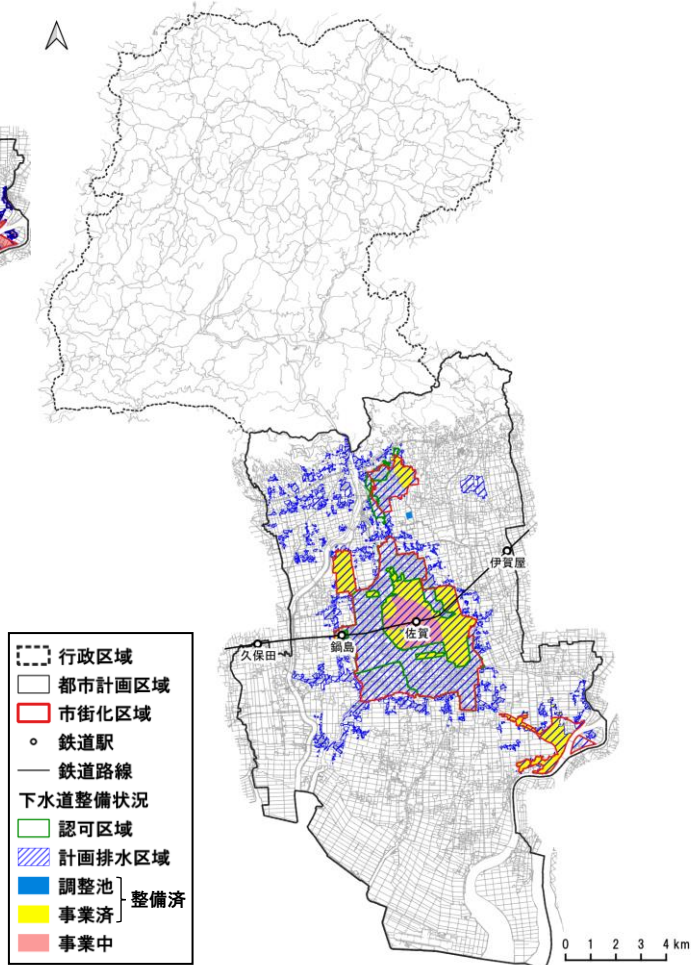 伊賀屋
佐賀
鍋島
久保田
行政区域
都市計画区域
市街化区域
鉄道駅
鉄道路線
下水道整備状況
認可区域
計画排水区域
調整池
事業済
整備済
事業中
0 1 2 3 4 km